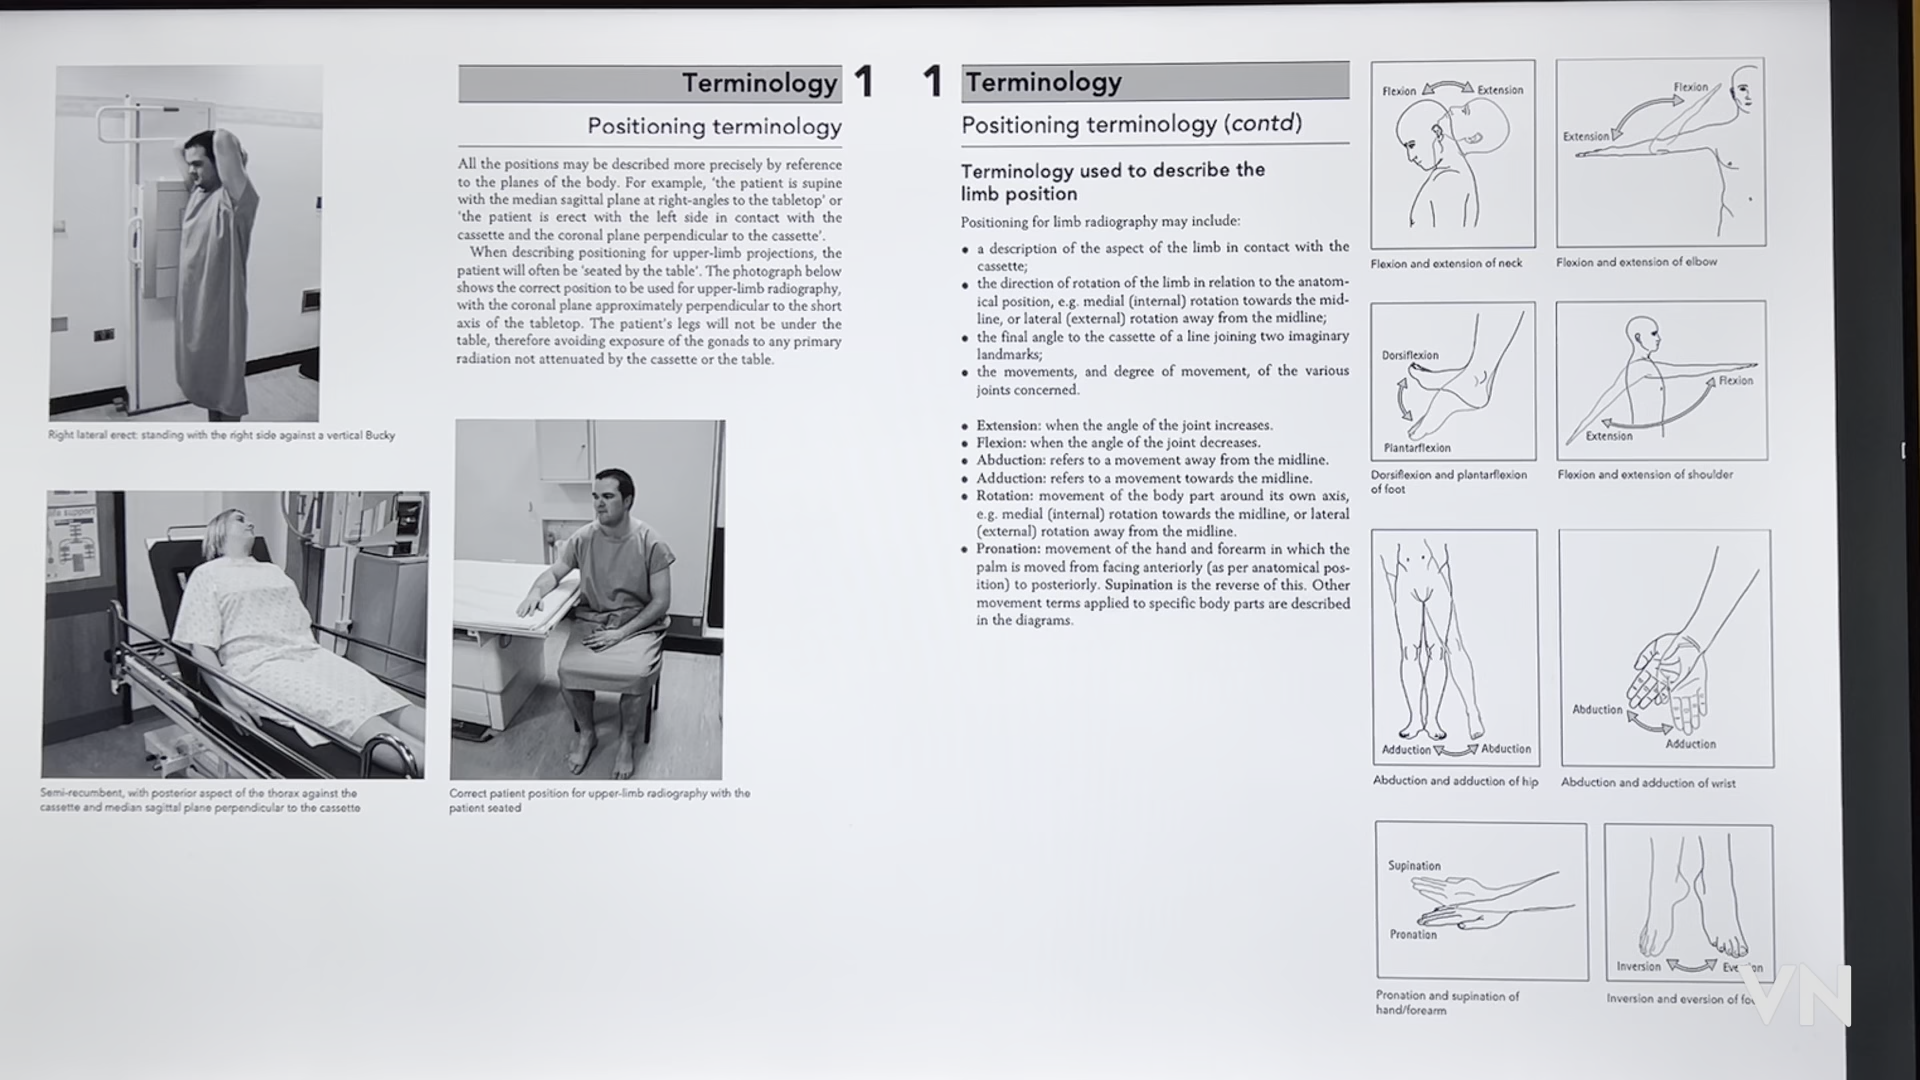 Terminology 1
Positioning terminology
All the positions may be described more precisely by reference
to the planes of the body. For example, ‘the patient is supine
with the median sagittal plane at right-angles to the tabletop’ or
‘the patient is erect with the left side in contact with the
cassette and the coronal plane perpendicular to the cassette’.
When describing positioning for upper-limb projections, the
patient will often be ‘seated by the table’. The photograph below
shows the correct position to be used for upper-limb radiography,
with the coronal plane approximately perpendicular to the short
axis of the tabletop. The patient’s legs will not be under the
table, therefore avoiding exposure of the gonads to any primary
radiation not attenuated by the cassette or the table.
Right lateral erect: standing with the right side against a vertical Bucky
Semi-recumbent, with posterior aspect of the thorax against the
cassette and median sagittal plane perpendicular to the cassette
Correct patient position for upper-limb radiography with the
patient seated
1 Terminology
Positioning terminology (contd)
Terminology used to describe the
limb position
Positioning for limb radiography may include:
• a description of the aspect of the limb in contact with the
cassette;
• the direction of rotation of the limb in relation to the anatom-
ical position, e.g. medial (internal) rotation towards the mid-
line, or lateral (external) rotation away from the midline;
• the final angle to the cassette of a line joining two imaginary
landmarks;
• the movements, and degree of movement, of the various
joints concerned.
• Extension: when the angle of the joint increases.
• Flexion: when the angle of the joint decreases.
• Abduction: refers to a movement away from the midline.
• Adduction: refers to a movement towards the midline.
• Rotation: movement of the body part around its own axis,
e.g. medial (internal) rotation towards the midline, or lateral
(external) rotation away from the midline.
• Pronation: movement of the hand and forearm in which the
palm is moved from facing anteriorly (as per anatomical pos-
ition) to posteriorly. Supination is the reverse of this. Other
movement terms applied to specific body parts are described
in the diagrams.
Flexion Extension
Flexion and extension of neck
Flexion
Extension
Flexion and extension of elbow
Dorsiflexion
Plantarflexion
Dorsiflexion and plantarflexion
of foot
Flexion
Extension
Flexion and extension of shoulder
Adduction Abduction
Abduction and adduction of hip
Abduction
Adduction
Abduction and adduction of wrist
Supination
Pronation
Pronation and supination of
hand/forearm
Inversion
Inversion and eversion of
VN